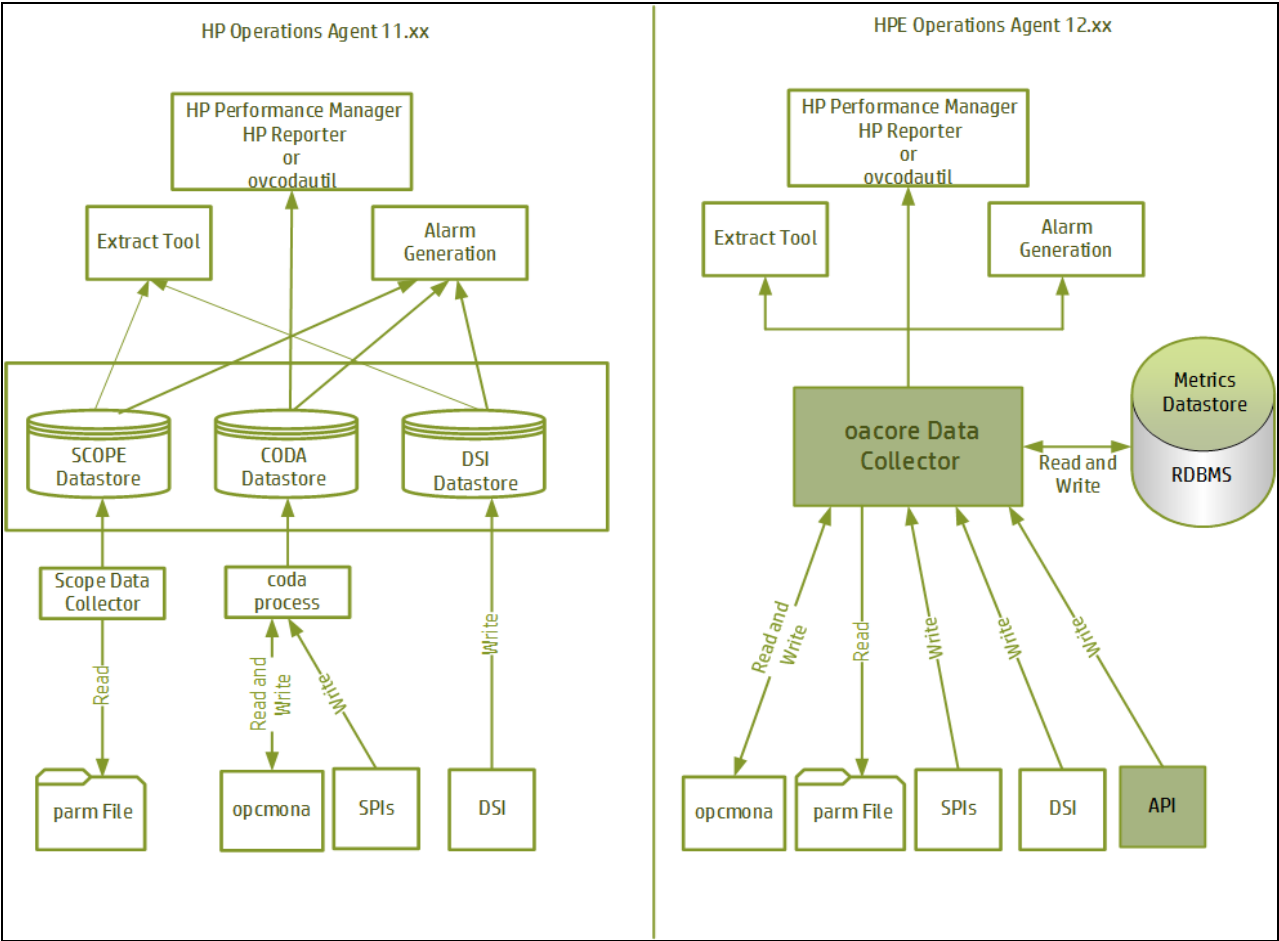 HP Operations Agent 11.xx
HP Performance Manager
HP Reporter
or
ovcodautil
Extract Tool
Alarm
Generation
SCOPE
Datastore
CODA
Datastore
DSI
Datastore
Scope Data
Collector
coda
process
Read
Read and
Write
Write
Write
parm File
opcmona
SPIs
DSI
HPE Operations Agent 12.xx
HP Performance Manager
HP Reporter
or
ovcodautil
Extract Tool
Alarm
Generation
oacore Data
Collector
Read and
Write
Metrics
Datastore
RDBMS
Read and
Write
Read
Write
Write
Write
opcmona
parm File
SPIs
DSI
API